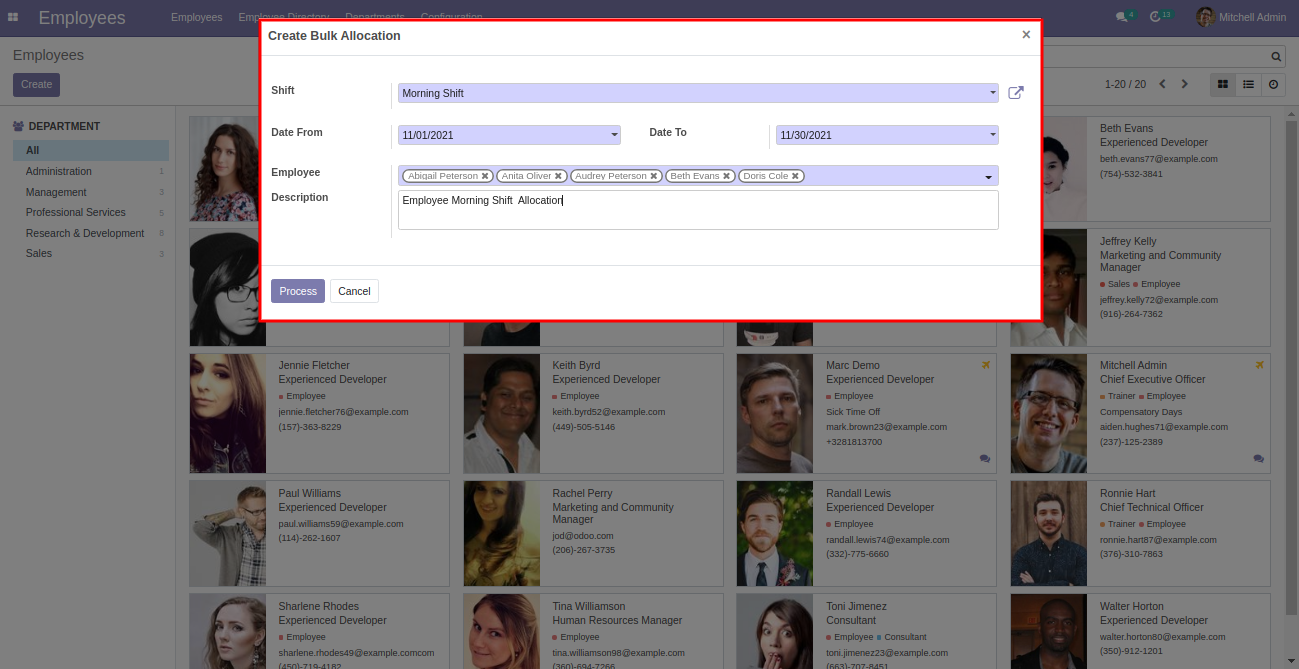 Employees Employees Employee Directory Departments Configuration 4 13 Mitchell Admin
Employees
Create 1-20 / 20
Create Bulk Allocation ×
Shift Morning Shift
Date From 11/01/2021 Date To 11/30/2021
Employee Abigail Peterson × Anita Oliver × Audrey Peterson × Beth Evans × Doris Cole ×
Description Employee Morning Shift  Allocation
Process Cancel
DEPARTMENT
All
Administration 1
Management 3
Professional Services 5
Research & Development 8
Sales 3
Beth Evans
Experienced Developer
beth.evans77@example.com
(754)-532-3841
Jeffrey Kelly
Marketing and Community
Manager
Sales Employee
jeffrey.kelly72@example.com
(916)-264-7362
Jennie Fletcher
Experienced Developer
Employee
jennie.fletcher76@example.com
(157)-363-8229
Keith Byrd
Experienced Developer
Employee
keith.byrd52@example.com
(449)-505-5146
Marc Demo
Experienced Developer
Employee
Sick Time Off
mark.brown23@example.com
+3281813700
Mitchell Admin
Chief Executive Officer
Trainer Employee
Compensatory Days
aiden.hughes71@example.com
(237)-125-2389
Paul Williams
Experienced Developer
paul.williams59@example.com
(114)-262-1607
Rachel Perry
Marketing and Community
Manager
jod@odoo.com
(206)-267-3735
Randall Lewis
Experienced Developer
Employee
randall.lewis74@example.com
(332)-775-6660
Ronnie Hart
Chief Technical Officer
Trainer Employee
ronnie.hart87@example.com
(376)-310-7863
Sharlene Rhodes
Experienced Developer
Employee
sharlene.rhodes49@example.comcom
(450)-719-4182
Tina Williamson
Human Resources Manager
Employee
tina.williamson98@example.com
(360)-694-7266
Toni Jimenez
Consultant
Employee Consultant
toni.jimenez23@example.com
(663)-707-8451
Walter Horton
Experienced Developer
walter.horton80@example.com
(350)-912-1201